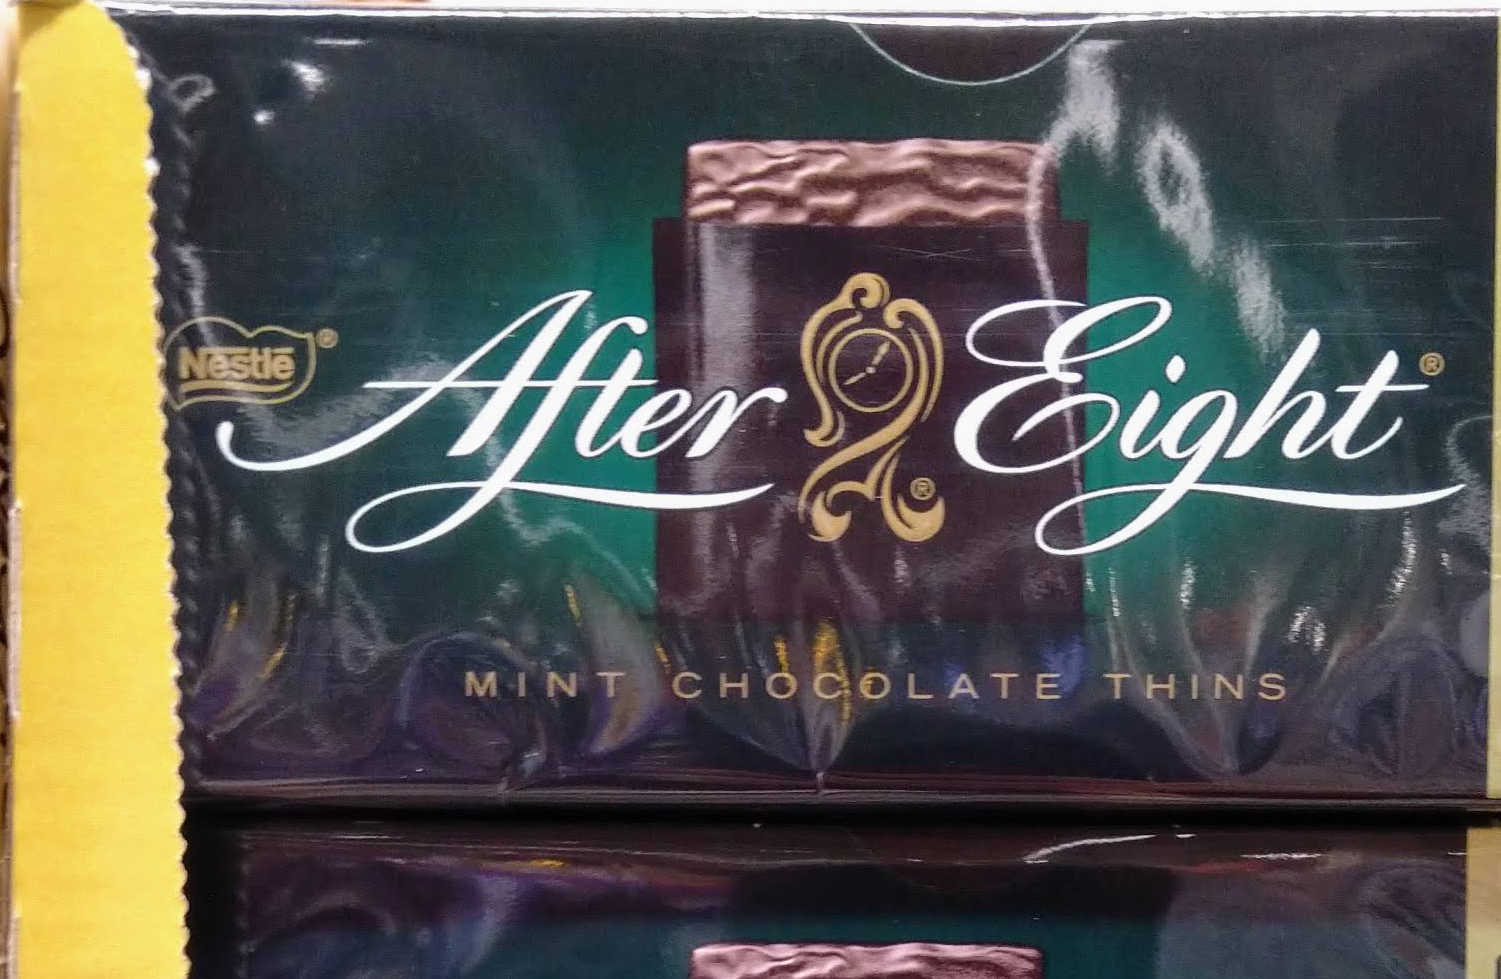 Nestlé®
After Eight®
®
MINT CHOCOLATE THINS